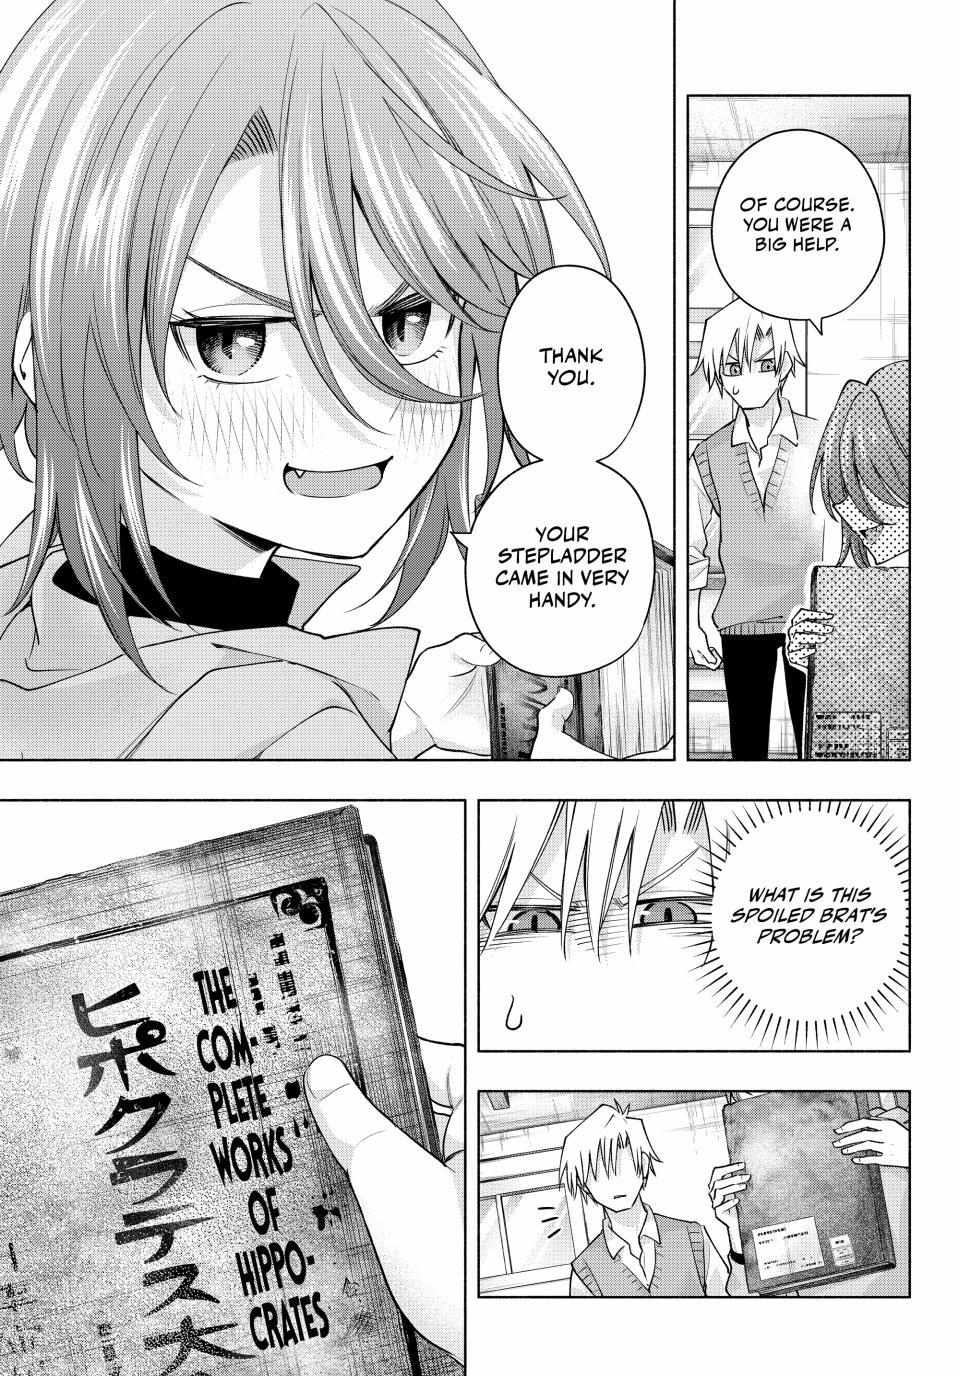 OF COURSE.
YOU WERE A
BIG HELP.
THANK
YOU.
YOUR
STEPLADDER
CAME IN VERY
HANDY.
WHAT IS THIS
SPOILED BRAT'S
PROBLEM?
THE
COM-
PLETE
WORKS
OF
HIPPO-
CRATES
ヒポクラテス